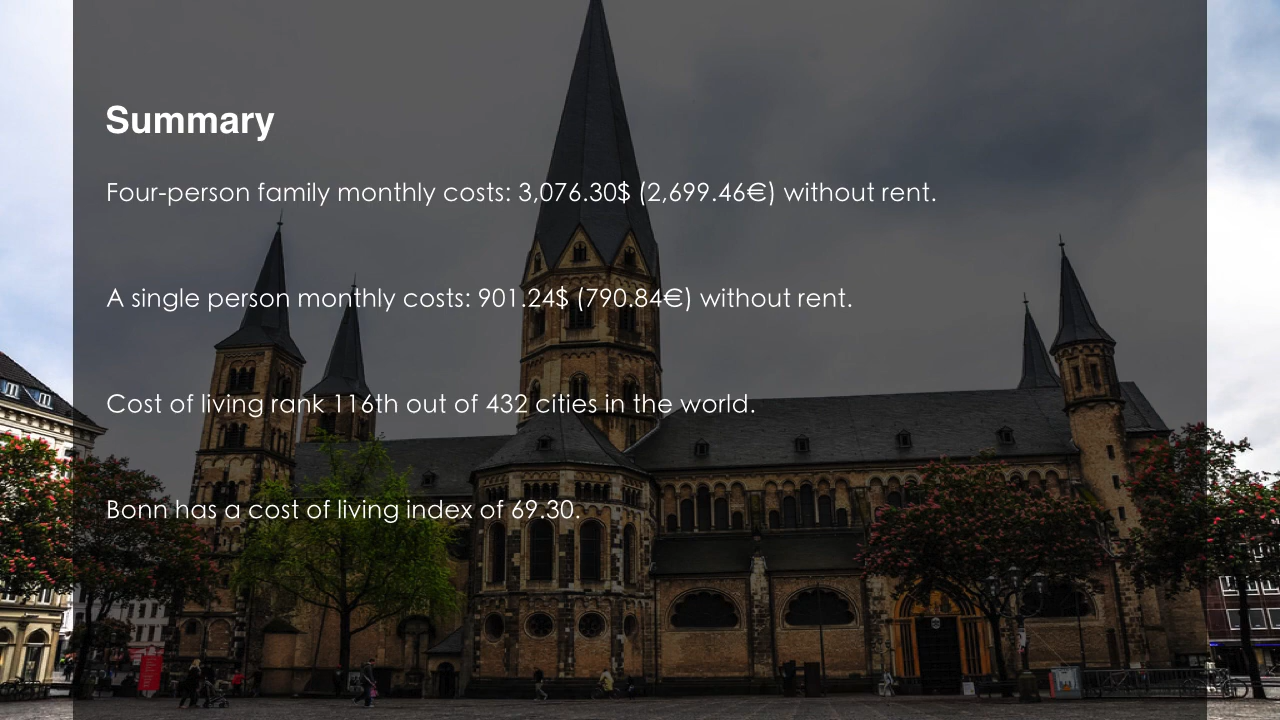 Summary
Four-person family monthly costs: 3,076.30$ (2,699.46€) without rent.
A single person monthly costs: 901.24$ (790.84€) without rent.
Cost of living rank 116th out of 432 cities in the world.
Bonn has a cost of living index of 69.30.